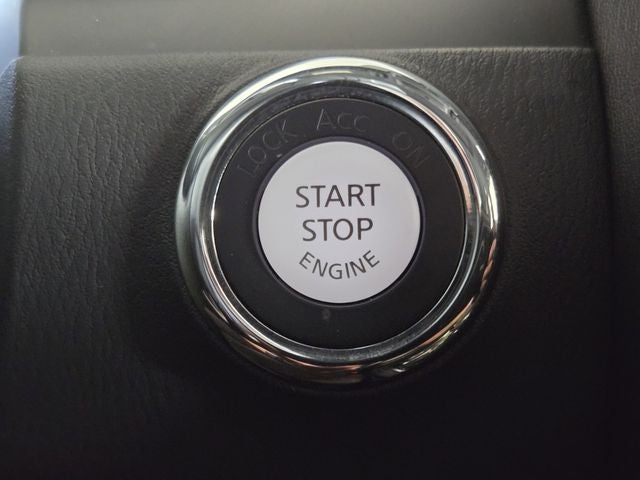 LOCK ACC ON
START
STOP
ENGINE